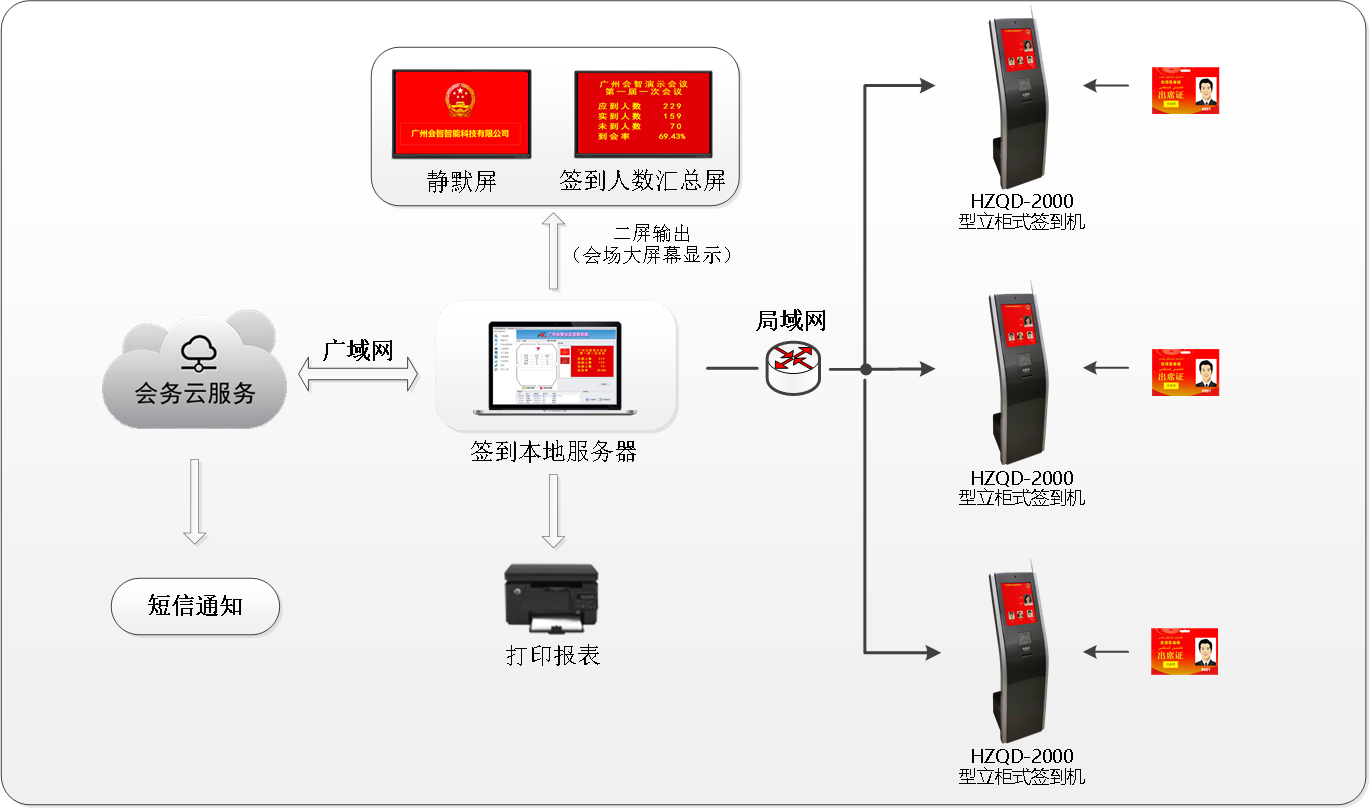 广州会智智能科技有限公司
静默屏
广州会智演示会议
第一届一次会议
应到人数 229
实到人数 159
未到人数 70
到会率 69.43%
签到人数汇总屏
二屏输出
（会场大屏幕显示）
会务云服务
广域网
签到本地服务器
局域网
短信通知
打印报表
HZQD-2000
型立柜式签到机
出席证
HZQD-2000
型立柜式签到机
出席证
HZQD-2000
型立柜式签到机
出席证